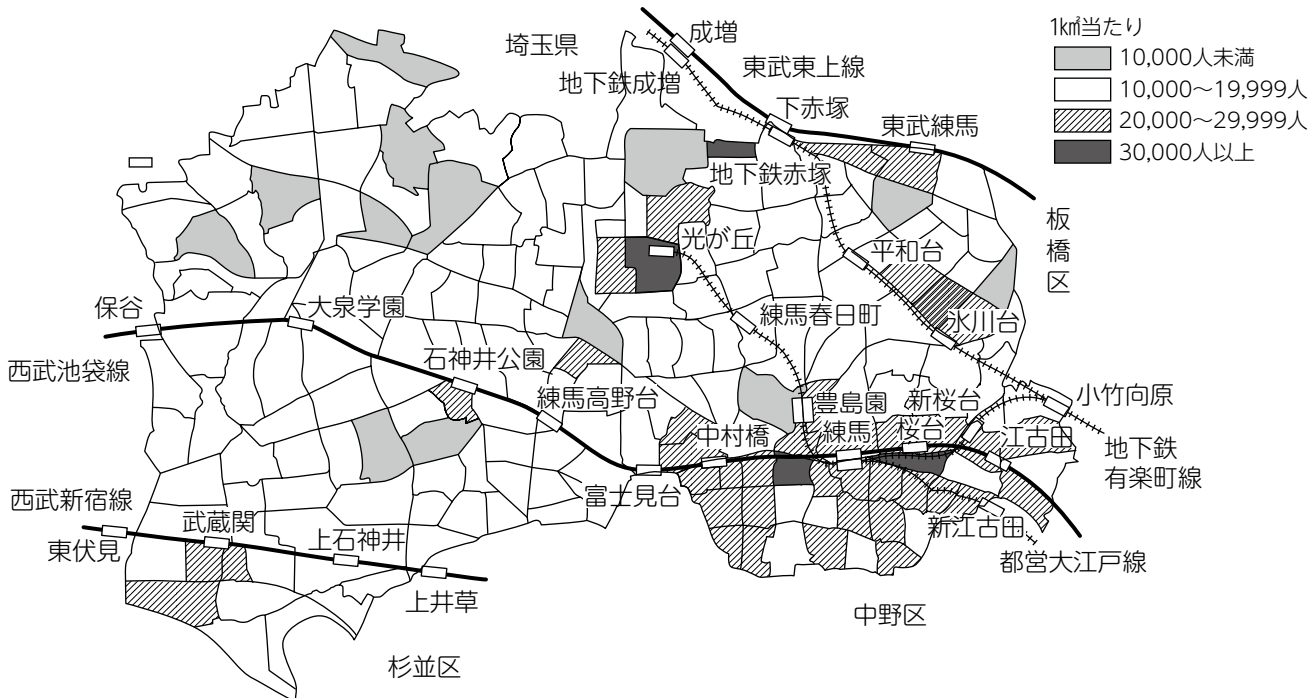 埼玉県
成増
地下鉄成増
東武東上線
下赤塚
東武練馬
地下鉄赤塚
1㎢当たり
10,000人未満
10,000〜19,999人
20,000〜29,999人
30,000人以上
板橋区
光が丘
平和台
保谷
大泉学園
練馬春日町
氷川台
西武池袋線
石神井公園
練馬高野台
豊島園
新桜台
小竹向原
中村橋
練馬
桜台
江古田
地下鉄
有楽町線
富士見台
西武新宿線
武蔵関
上石神井
東伏見
上井草
新江古田
都営大江戸線
中野区
杉並区